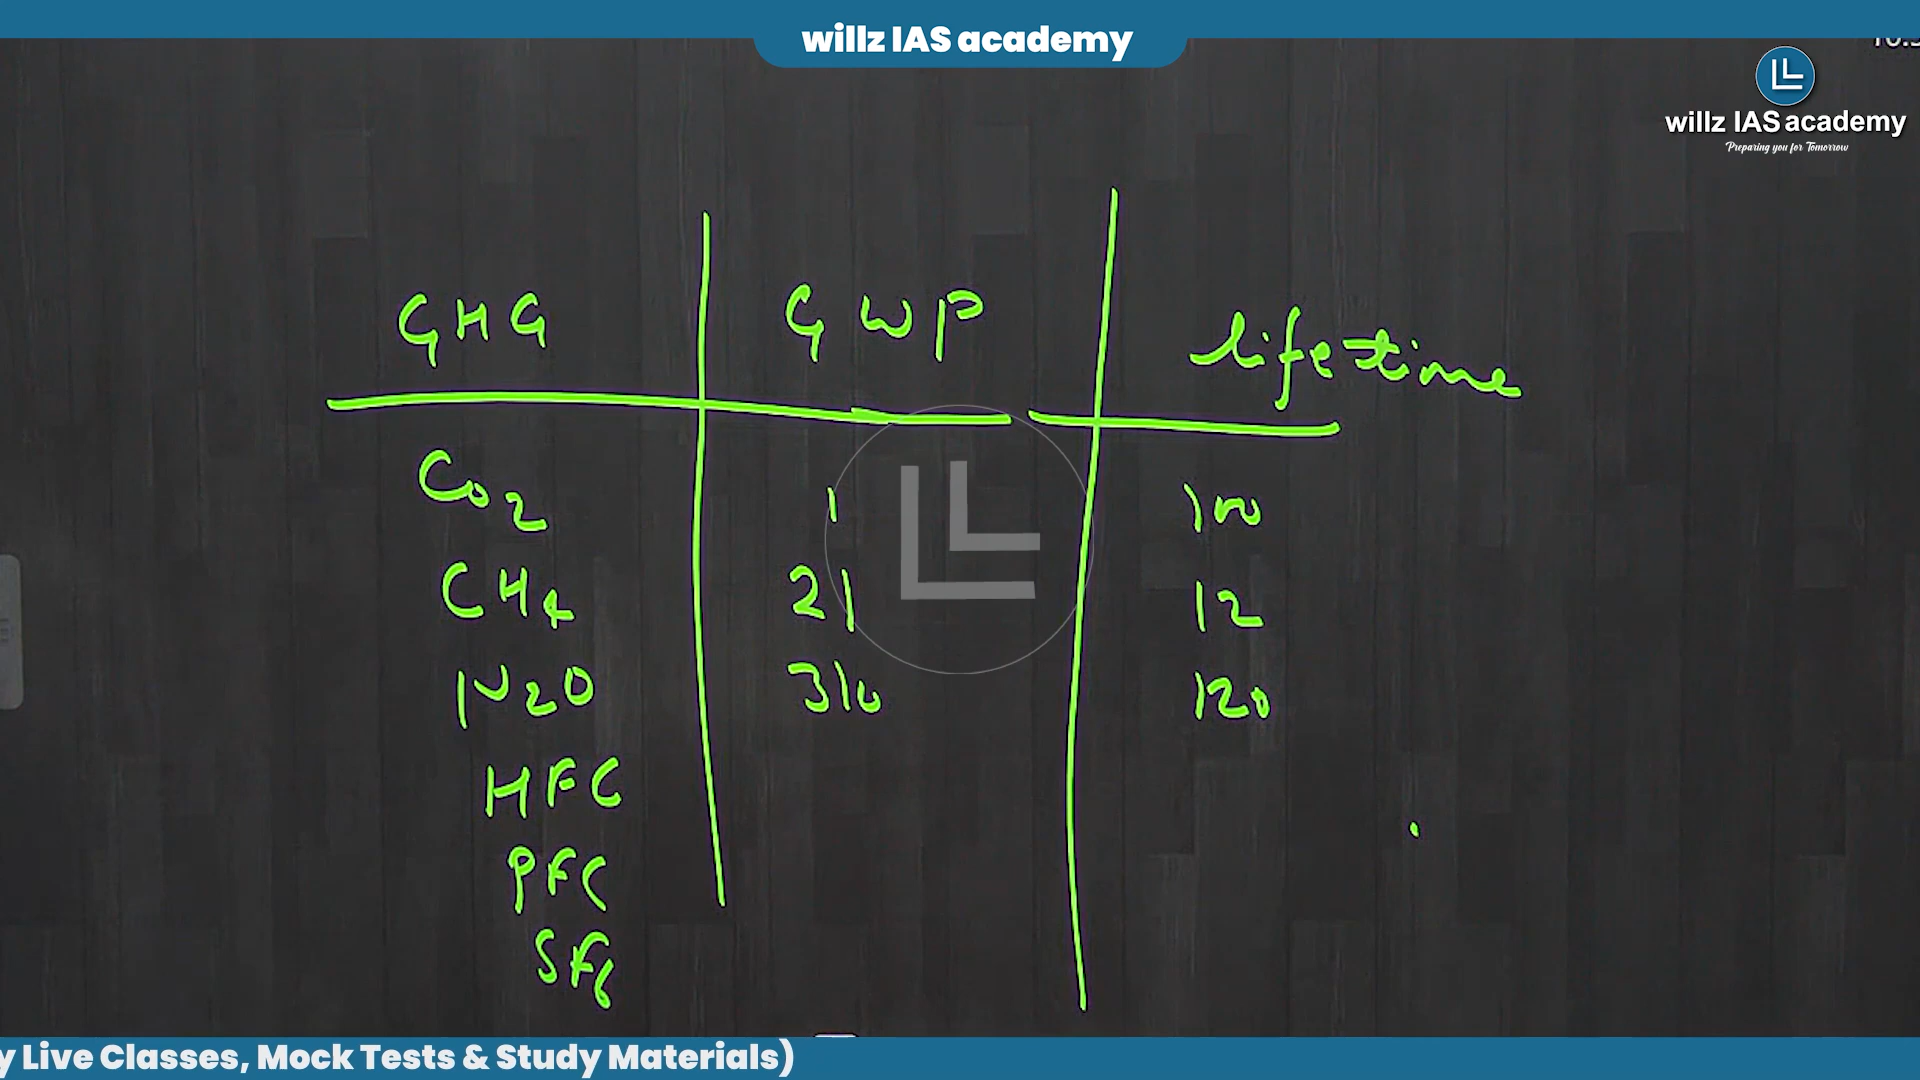 willz IAS academy
willz IAS academy
Preparing you for Tomorrow
GHG GWP lifetime
CO2 1 100
CH4 21 12
N2O 310 120
HFC
PFC
SF6
y Live Classes, Mock Tests & Study Materials)